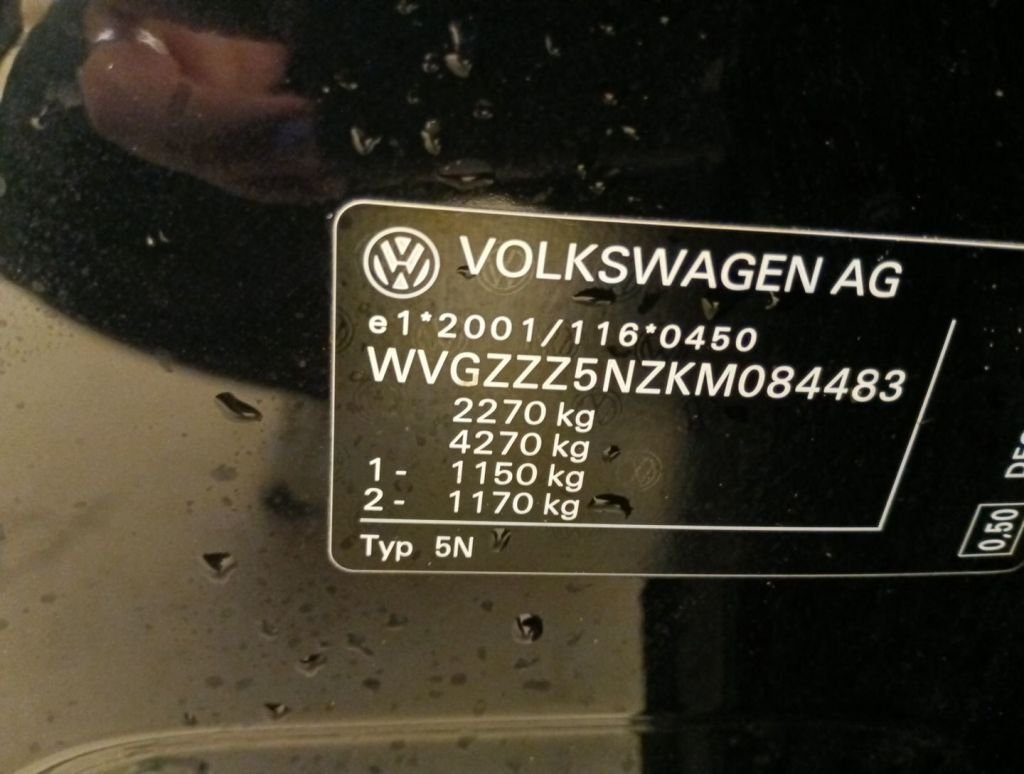 VOLKSWAGEN AG
e1*2001/116*0450
WVGZZZ5NZKM084483
2270 kg
4270 kg
1- 1150 kg
2- 1170 kg
Typ 5N
0,50